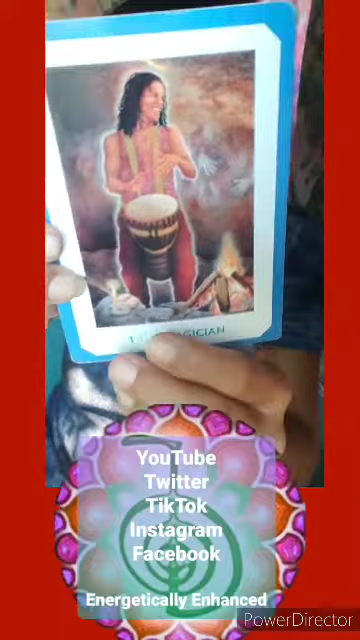 YouTube
Twitter
TikTok
Instagram
Facebook
Energetically Enhanced
PowerDirector